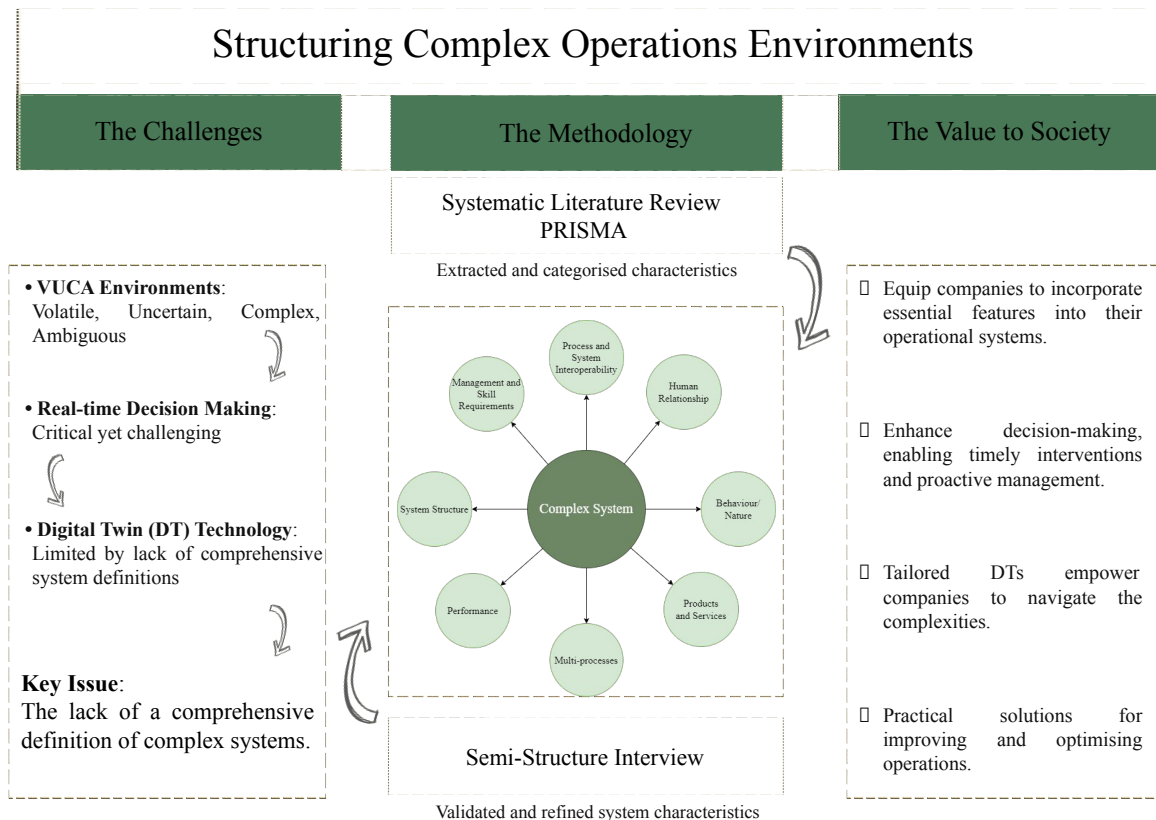 Structuring Complex Operations Environments
The Challenges
• VUCA Environments:
Volatile, Uncertain, Complex,
Ambiguous
• Real-time Decision Making:
Critical yet challenging
• Digital Twin (DT) Technology:
Limited by lack of comprehensive
system definitions
Key Issue:
The lack of a comprehensive
definition of complex systems.
The Methodology
Systematic Literature Review
PRISMA
Extracted and categorised characteristics
Process and
System
Interoperability
Management and
Skill
Requirements
Human
Relationship
System Structure
Complex System
Behaviour/
Nature
Performance
Products
and Services
Multi-processes
Semi-Structure Interview
Validated and refined system characteristics
The Value to Society
Equip companies to incorporate
essential features into their
operational systems.
Enhance decision-making,
enabling timely interventions
and proactive management.
Tailored DTs empower
companies to navigate the
complexities.
Practical solutions for
improving and optimising
operations.